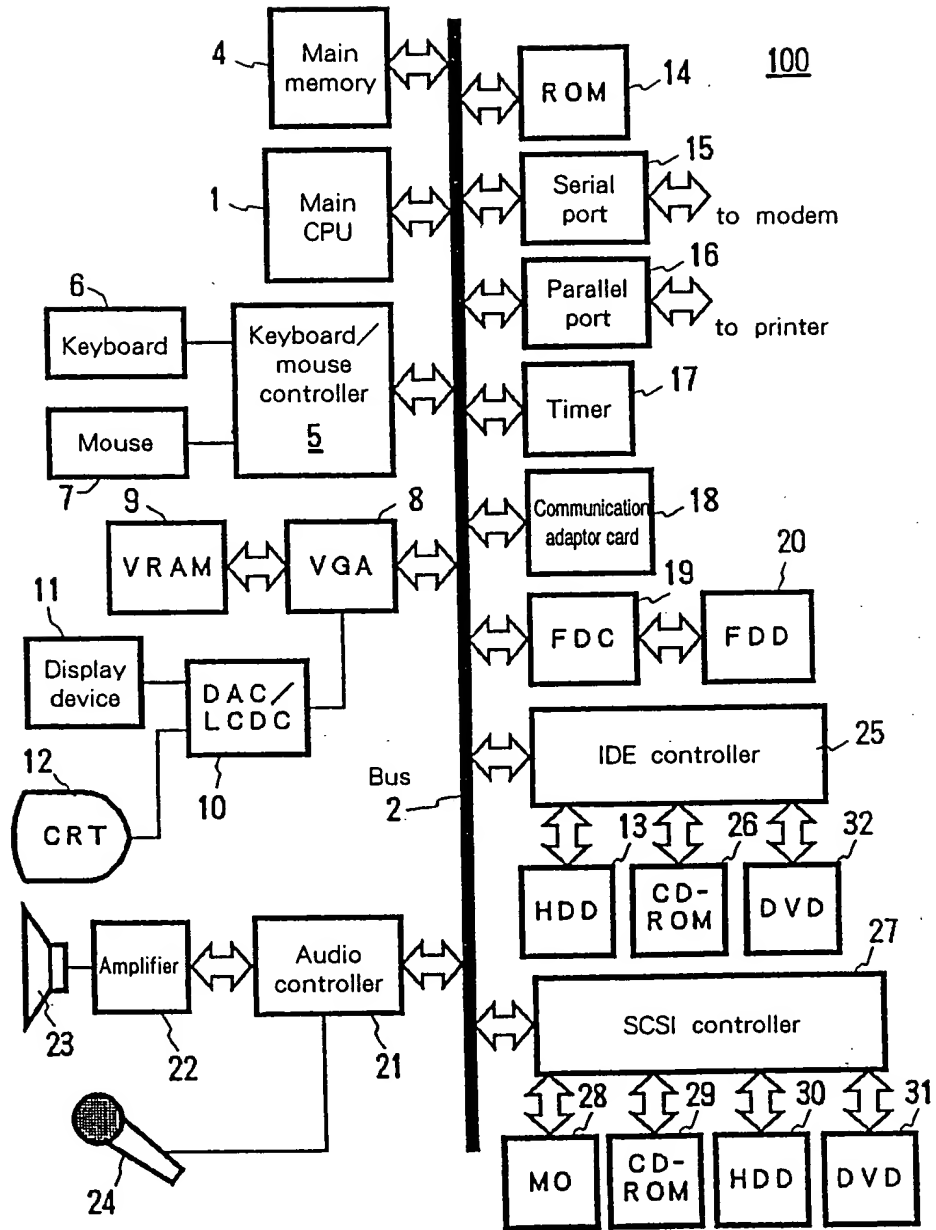 100
4
Main
memory
14
ROM
1
Main
CPU
15
Serial
port
to modem
16
Parallel
port
to printer
6
Keyboard
Keyboard/
mouse
controller
5
Mouse
7
17
Timer
18
Communication
adaptor card
9
VRAM
8
VGA
19
FDC
20
FDD
11
Display
device
DAC/
LCDC
10
12
CRT
Bus
2
IDE controller
25
13
HDD
26
CD-
ROM
32
DVD
23
Amplifier
22
Audio
controller
21
24
27
SCSI controller
28
MO
29
CD-
ROM
30
HDD
31
DVD